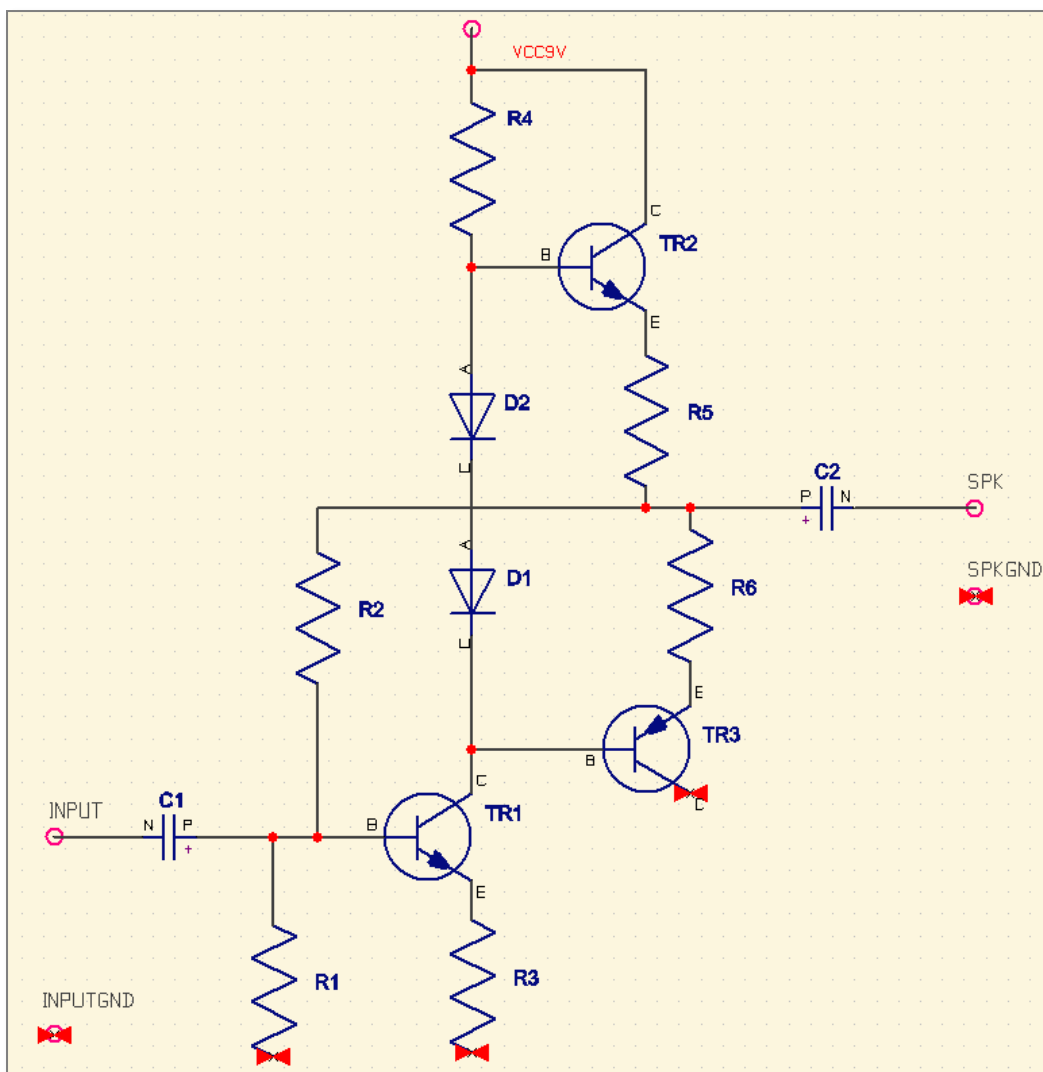 VCC9V
R4
C
TR2
B
E
A
D2
R5
C
C2
SPK
P
N
+
A
D1
R2
R6
SPKGND
C
E
TR3
B
C
INPUT
C1
C
TR1
N
P
B
+
E
R1
R3
INPUTGND